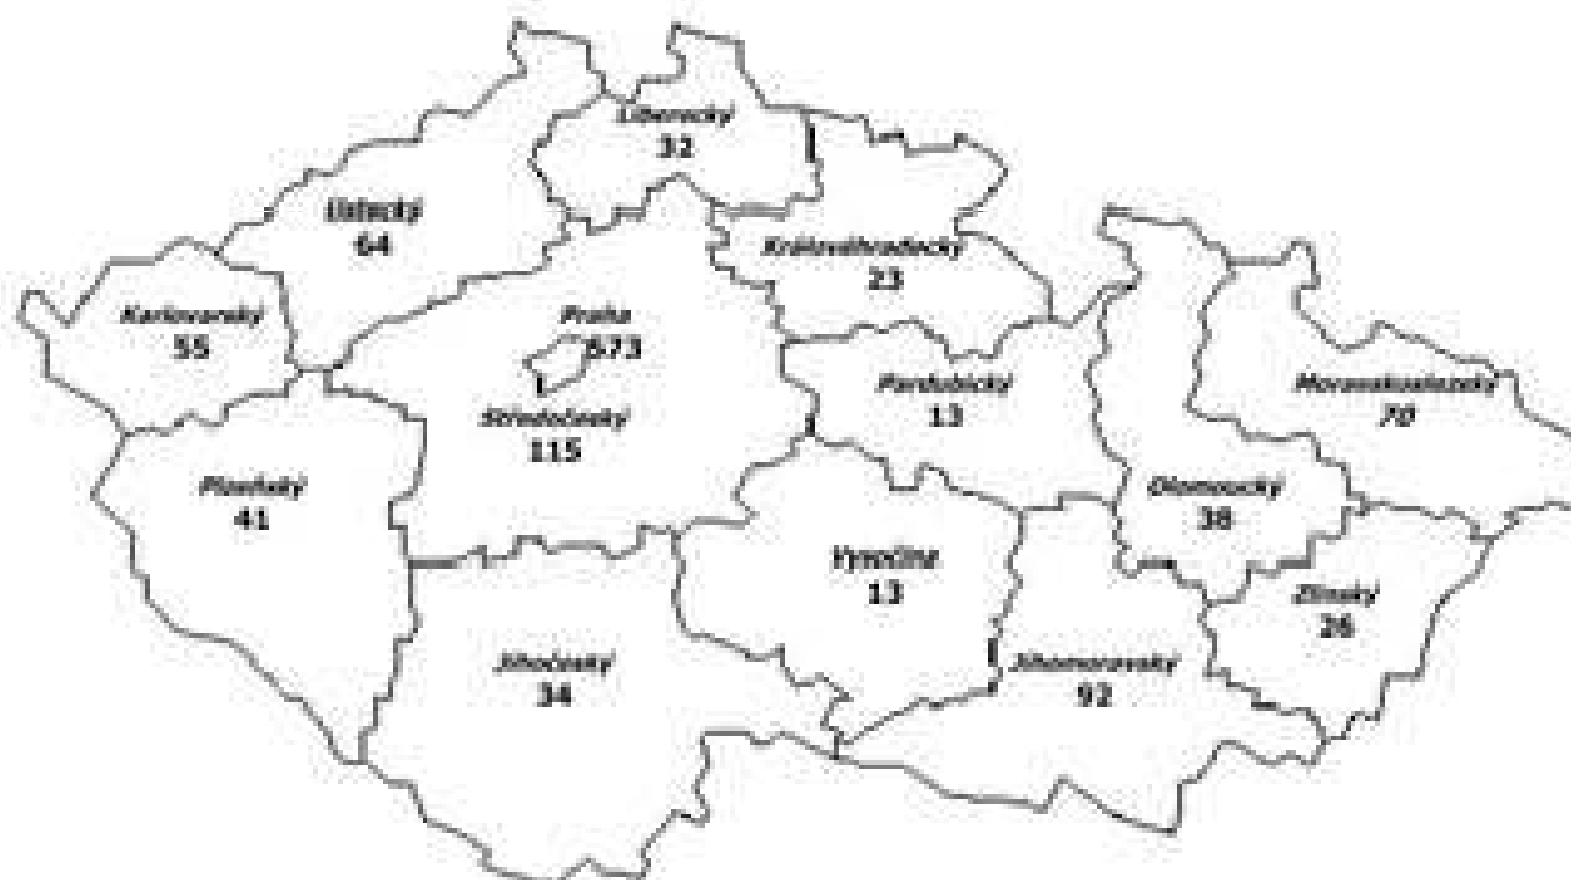 Liberecký
32
Ústecký
64
Královéhradecký
23
Karlovarský
55
Praha
573
Pardubický
13
Moravskoslezský
70
Středočeský
115
Plzeňský
41
Olomoucký
38
Vysočina
13
Zlínský
26
Jihočeský
34
Jihomoravský
92